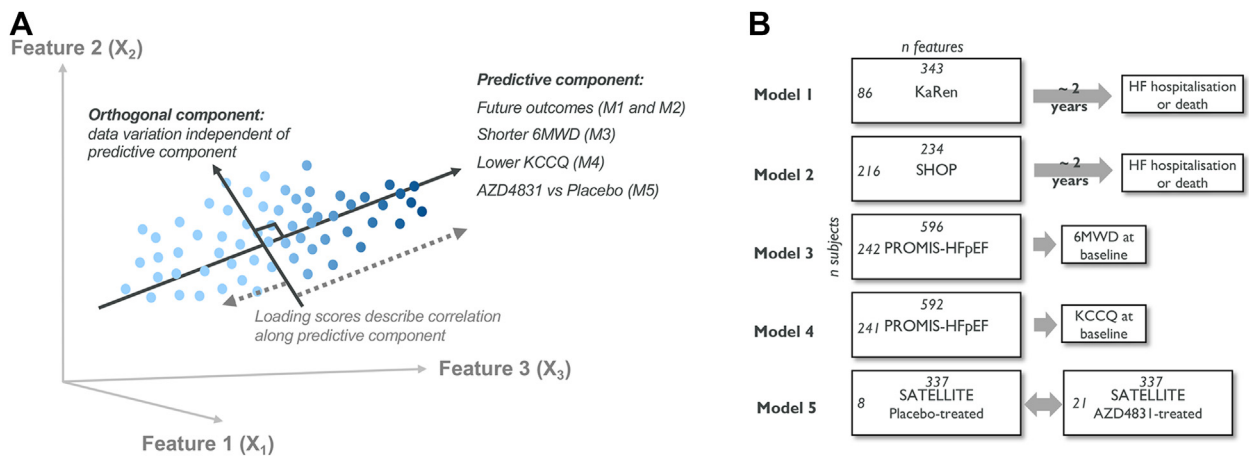 A
Feature 2 (X₂)
Orthogonal component:
data variation independent of
predictive component
Predictive component:
Future outcomes (M1 and M2)
Shorter 6MWD (M3)
Lower KCCQ (M4)
AZD4831 vs Placebo (M5)
Loading scores describe correlation
along predictive component
Feature 3 (X₃)
Feature 1 (X₁)
B
n features
n subjects
Model 1
343
86
KaRen
~ 2
years
HF hospitalisation
or death
Model 2
234
216
SHOP
~ 2
years
HF hospitalisation
or death
Model 3
596
242 PROMIS-HFpEF
6MWD at
baseline
Model 4
592
241 PROMIS-HFpEF
KCCQ at
baseline
Model 5
337
8
SATELLITE
Placebo-treated
337
21
SATELLITE
AZD4831-treated